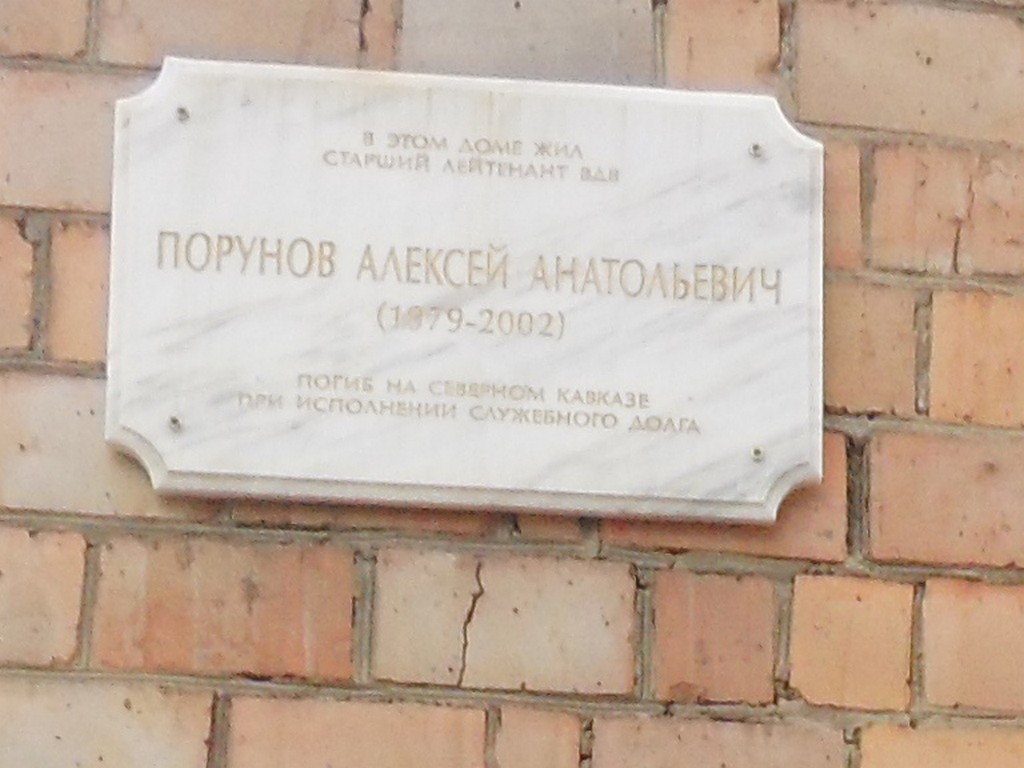 В ЭТОМ ДОМЕ ЖИЛ
СТАРШИЙ ЛЕЙТЕНАНТ ВДВ
ПОРУНОВ АЛЕКСЕЙ АНАТОЛЬЕВИЧ
(1979-2002)
ПОГИБ НА СЕВЕРНОМ КАВКАЗЕ
ПРИ ИСПОЛНЕНИИ СЛУЖЕБНОГО ДОЛГА